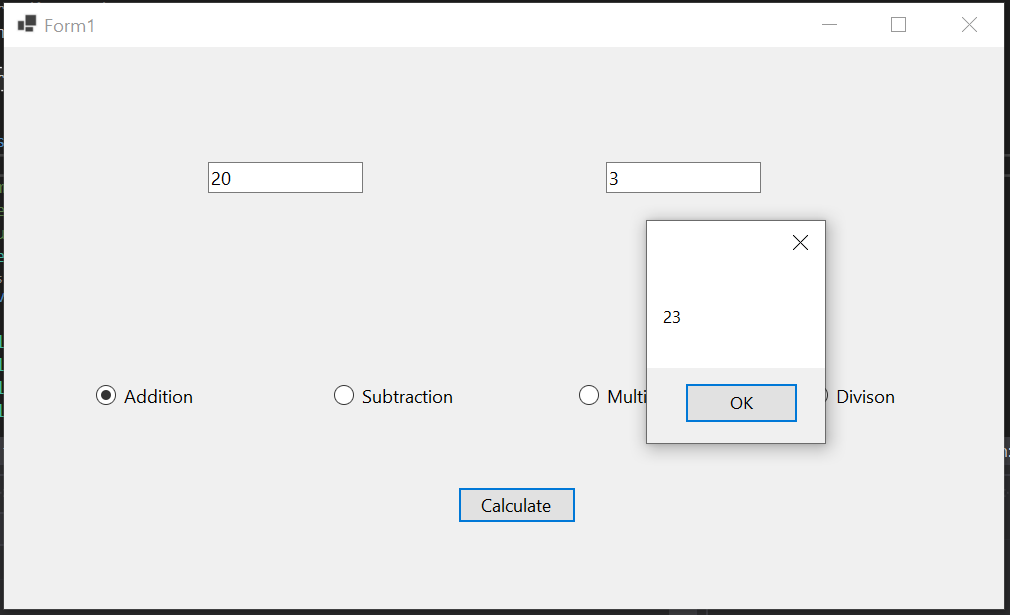 Form1
20
3
23
Addition
Subtraction
Multi
OK
Divison
Calculate